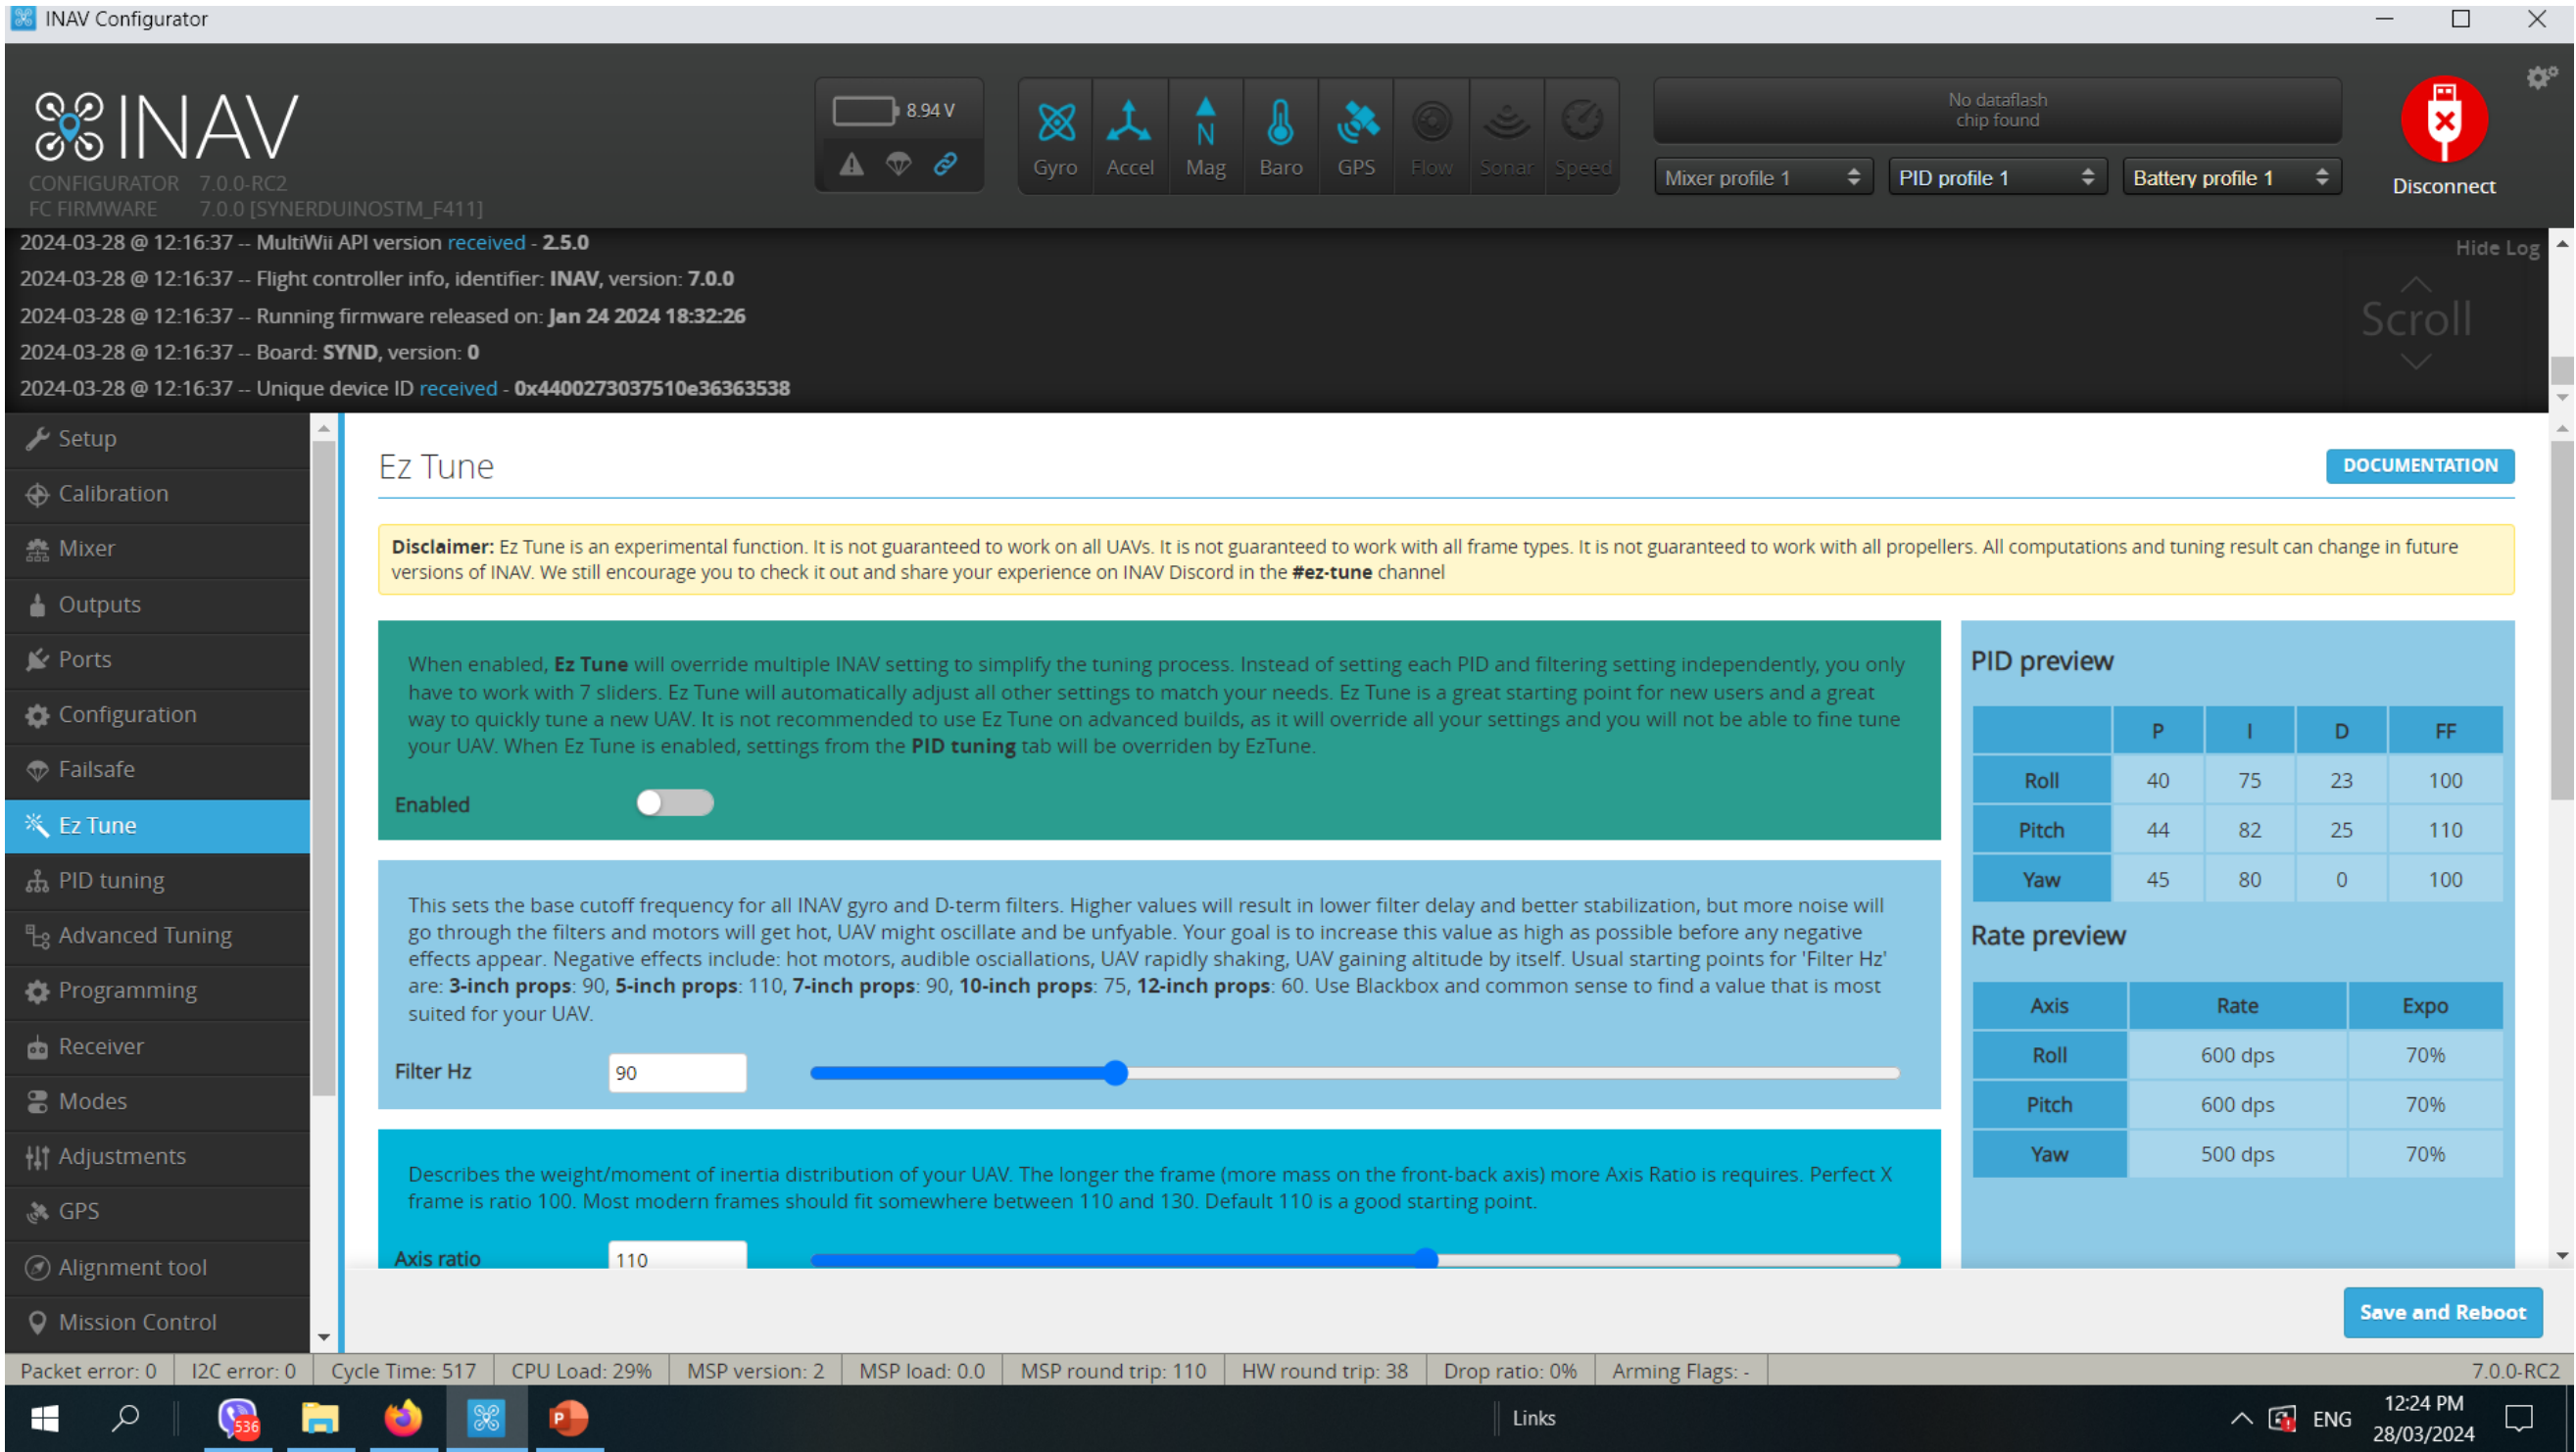 INAV Configurator
INAV
CONFIGURATOR 7.0.0-RC2
FC FIRMWARE 7.0.0 [SYNERDUINOSTM_F411]
8.94 V
Gyro Accel Mag Baro GPS Flow Sonar Speed
N
No dataflash
chip found
Mixer profile 1 PID profile 1 Battery profile 1
Disconnect
2024-03-28 @ 12:16:37 -- MultiWii API version received - 2.5.0
2024-03-28 @ 12:16:37 -- Flight controller info, identifier: INAV, version: 7.0.0
2024-03-28 @ 12:16:37 -- Running firmware released on: Jan 24 2024 18:32:26
2024-03-28 @ 12:16:37 -- Board: SYND, version: 0
2024-03-28 @ 12:16:37 -- Unique device ID received - 0x4400273037510e36363538
Hide Log
Scroll
Setup
Calibration
Mixer
Outputs
Ports
Configuration
Failsafe
Ez Tune
PID tuning
Advanced Tuning
Programming
Receiver
Modes
Adjustments
GPS
Alignment tool
Mission Control
Ez Tune
DOCUMENTATION
Disclaimer: Ez Tune is an experimental function. It is not guaranteed to work on all UAVs. It is not guaranteed to work with all frame types. It is not guaranteed to work with all propellers. All computations and tuning result can change in future
versions of INAV. We still encourage you to check it out and share your experience on INAV Discord in the #ez-tune channel
When enabled, Ez Tune will override multiple INAV setting to simplify the tuning process. Instead of setting each PID and filtering setting independently, you only
have to work with 7 sliders. Ez Tune will automatically adjust all other settings to match your needs. Ez Tune is a great starting point for new users and a great
way to quickly tune a new UAV. It is not recommended to use Ez Tune on advanced builds, as it will override all your settings and you will not be able to fine tune
your UAV. When Ez Tune is enabled, settings from the PID tuning tab will be overriden by EzTune.
Enabled
This sets the base cutoff frequency for all INAV gyro and D-term filters. Higher values will result in lower filter delay and better stabilization, but more noise will
go through the filters and motors will get hot, UAV might oscillate and be unfyable. Your goal is to increase this value as high as possible before any negative
effects appear. Negative effects include: hot motors, audible osciallations, UAV rapidly shaking, UAV gaining altitude by itself. Usual starting points for 'Filter Hz'
are: 3-inch props: 90, 5-inch props: 110, 7-inch props: 90, 10-inch props: 75, 12-inch props: 60. Use Blackbox and common sense to find a value that is most
suited for your UAV.
Filter Hz 90
Describes the weight/moment of inertia distribution of your UAV. The longer the frame (more mass on the front-back axis) more Axis Ratio is requires. Perfect X
frame is ratio 100. Most modern frames should fit somewhere between 110 and 130. Default 110 is a good starting point.
Axis ratio 110
PID preview
P I D FF
Roll 40 75 23 100
Pitch 44 82 25 110
Yaw 45 80 0 100
Rate preview
Axis Rate Expo
Roll 600 dps 70%
Pitch 600 dps 70%
Yaw 500 dps 70%
Save and Reboot
Packet error: 0 I2C error: 0 Cycle Time: 517 CPU Load: 29% MSP version: 2 MSP load: 0.0 MSP round trip: 110 HW round trip: 38 Drop ratio: 0% Arming Flags: - 7.0.0-RC2
536
P
Links
ENG
12:24 PM
28/03/2024